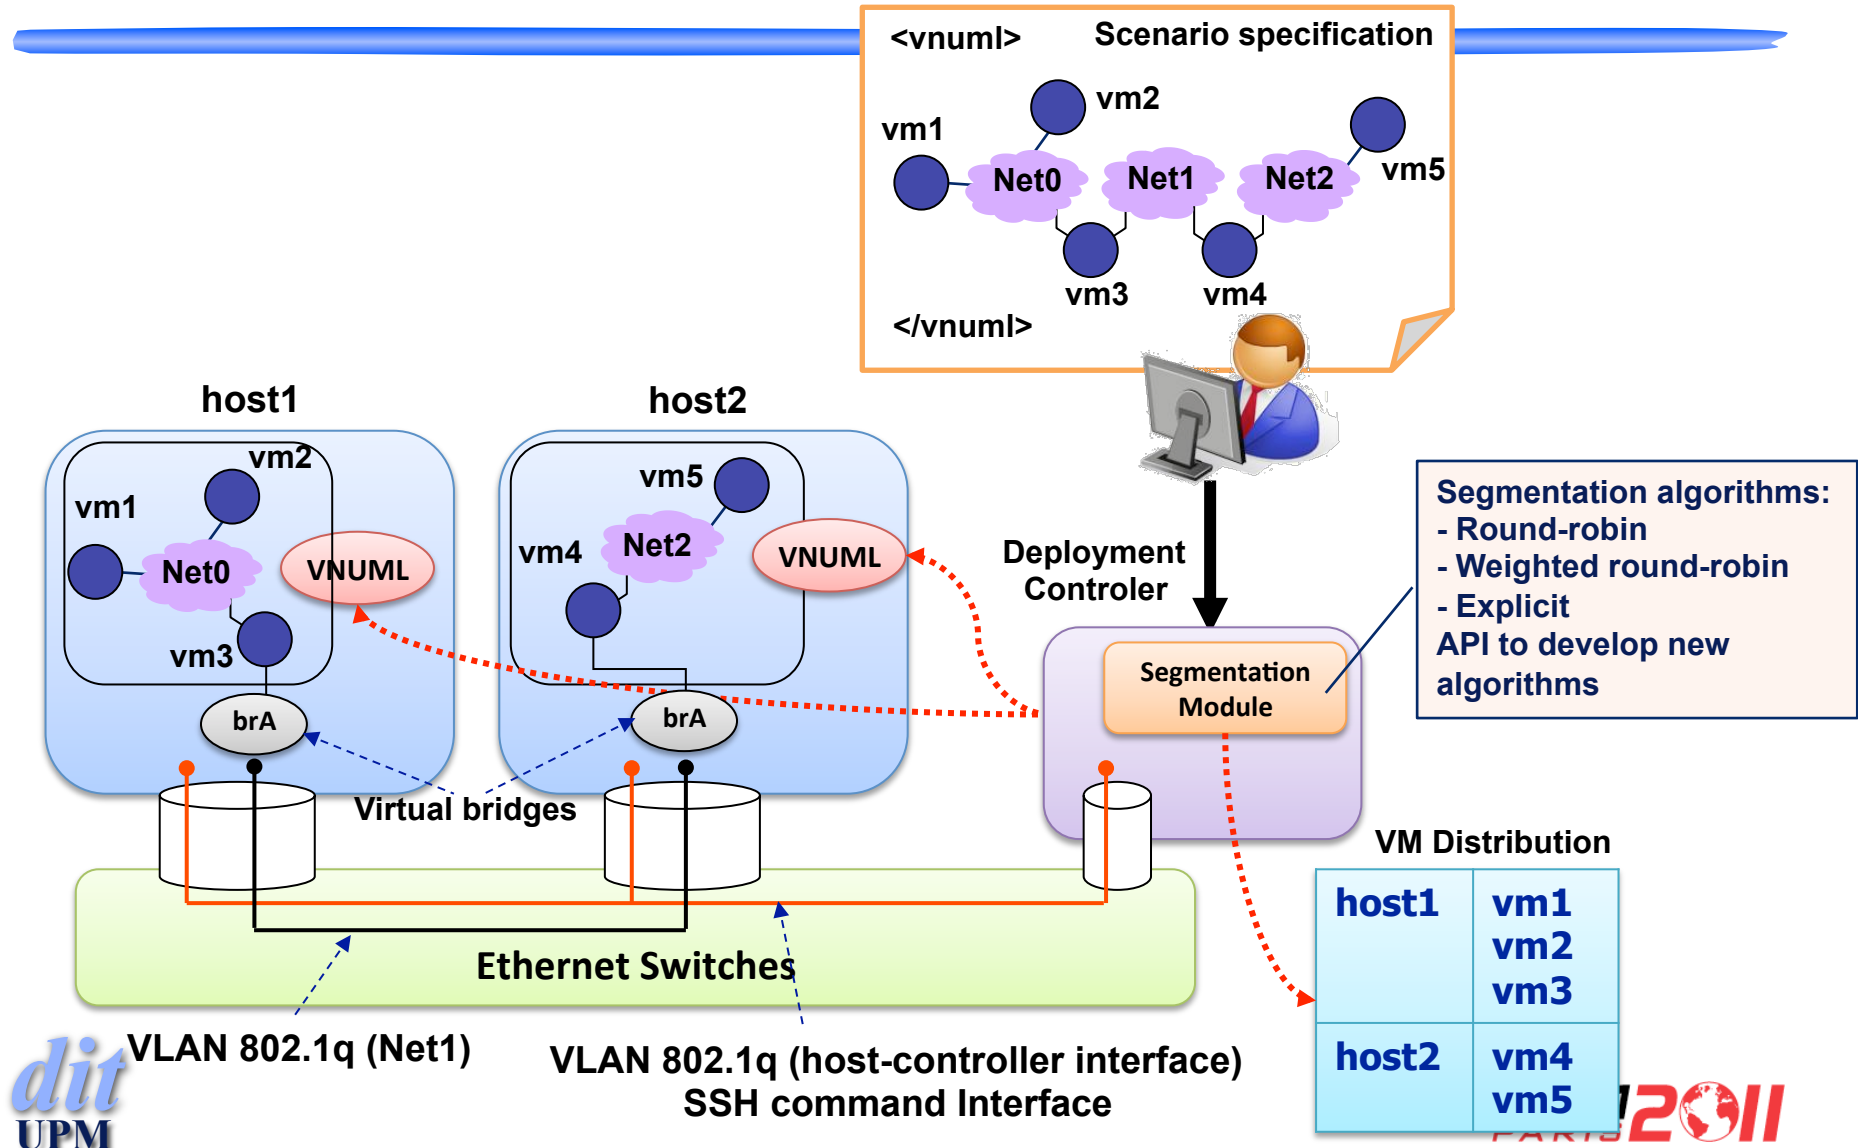 <vnuml>
Scenario specification
vm2
vm1
vm5
Net0
Net1
Net2
vm3
vm4
</vnuml>
host1
host2
vm2
vm1
Net0
VNUML
vm3
brA
vm5
vm4
Net2
VNUML
brA
Virtual bridges
Deployment
Controler
Segmentation
Module
Segmentation algorithms:
- Round-robin
- Weighted round-robin
- Explicit
API to develop new
algorithms
Ethernet Switches
VLAN 802.1q (Net1)
VLAN 802.1q (host-controller interface)
SSH command Interface
VM Distribution
host1
vm1
vm2
vm3
host2
vm4
vm5
dit
UPM
2011
PARIS